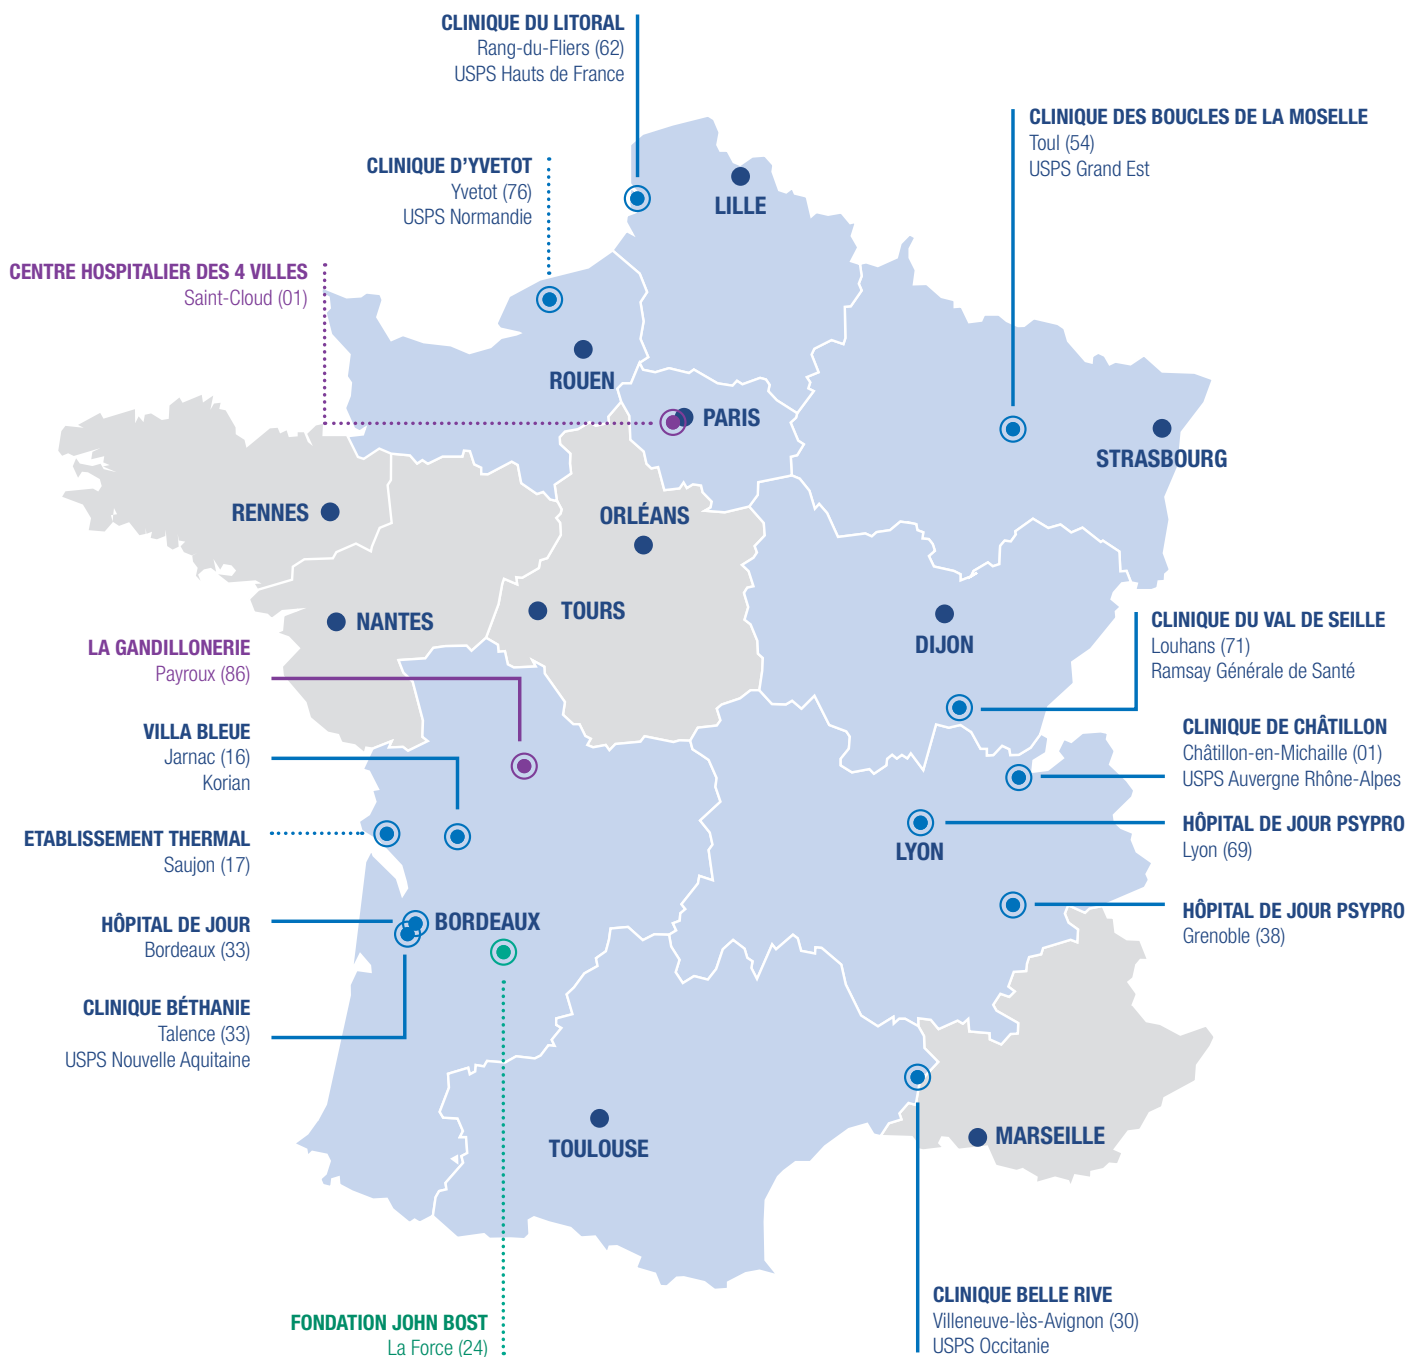 CLINIQUE DU LITORAL
Rang-du-Fliers (62)
USPS Hauts de France
CLINIQUE DES BOUCLES DE LA MOSELLE
Toul (54)
USPS Grand Est
CLINIQUE D'YVETOT
Yvetot (76)
USPS Normandie
LILLE
CENTRE HOSPITALIER DES 4 VILLES
Saint-Cloud (01)
ROUEN
PARIS
STRASBOURG
RENNES
ORLÉANS
NANTES
TOURS
DIJON
CLINIQUE DU VAL DE SEILLE
Louhans (71)
Ramsay Générale de Santé
LA GANDILLONERIE
Payroux (86)
VILLA BLEUE
Jarnac (16)
Korian
CLINIQUE DE CHÂTILLON
Châtillon-en-Michaille (01)
USPS Auvergne Rhône-Alpes
ETABLISSEMENT THERMAL
Saujon (17)
LYON
HÔPITAL DE JOUR PSYPRO
Lyon (69)
HÔPITAL DE JOUR PSYPRO
Grenoble (38)
HÔPITAL DE JOUR
Bordeaux (33)
BORDEAUX
CLINIQUE BÉTHANIE
Talence (33)
USPS Nouvelle Aquitaine
TOULOUSE
MARSEILLE
FONDATION JOHN BOST
La Force (24)
CLINIQUE BELLE RIVE
Villeneuve-lès-Avignon (30)
USPS Occitanie